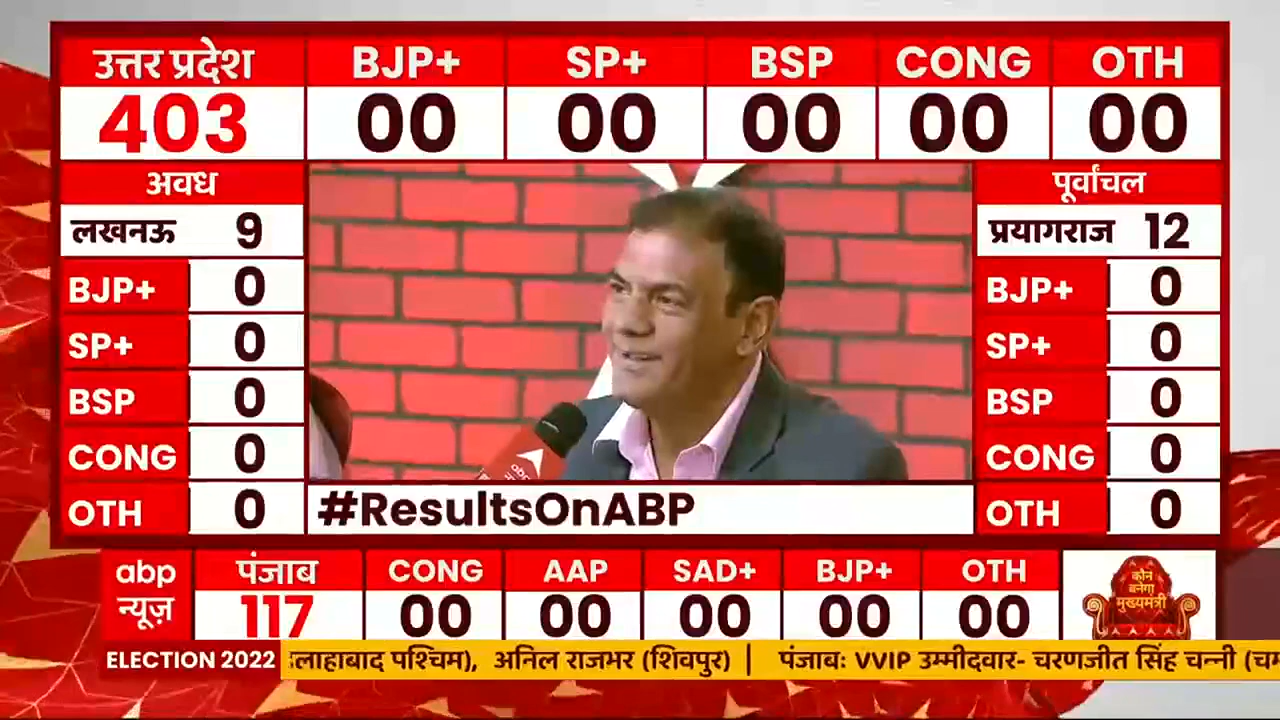 उत्तर प्रदेश BJP+ SP+ BSP CONG OTH
403 00 00 00 00 00
अवध
लखनऊ 9
BJP+ 0
SP+ 0
BSP 0
CONG 0
OTH 0
पूर्वांचल
प्रयागराज 12
BJP+ 0
SP+ 0
BSP 0
CONG 0
OTH 0
abp
#ResultsOnABP
abp
न्यूज़
पंजाब CONG AAP SAD+ BJP+ OTH
117 00 00 00 00 00
कौन
बनेगा
मुख्यमंत्री
ELECTION 2022 लाहाबाद पश्चिम), अनिल राजभर (शिवपुर) | पंजाबः VVIP उम्मीदवार- चरणजीत सिंह चन्नी (चम